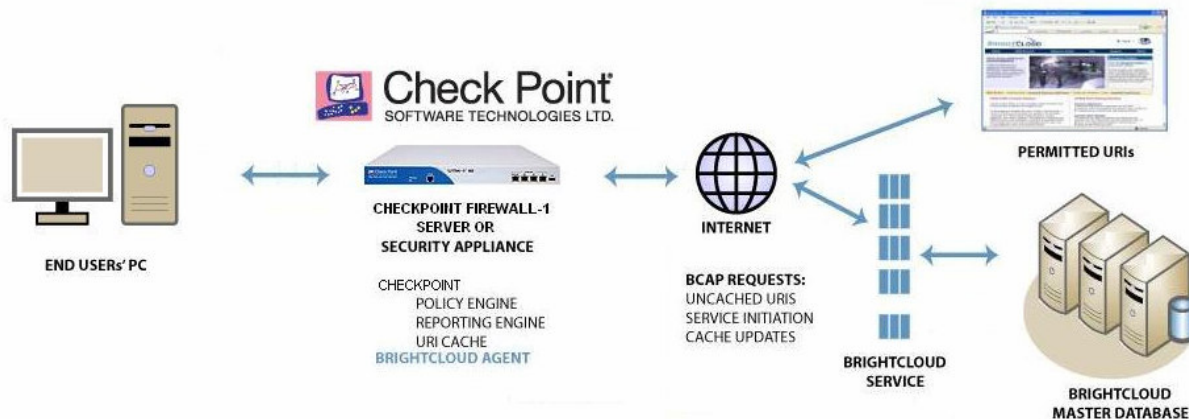 Check Point
SOFTWARE TECHNOLOGIES LTD.
END USERs' PC
CHECKPOINT FIREWALL-1
SERVER OR
SECURITY APPLIANCE
CHECKPOINT
POLICY ENGINE
REPORTING ENGINE
URI CACHE
BRIGHTCLOUD AGENT
INTERNET
BCAP REQUESTS:
UNCACHED URIS
SERVICE INITIATION
CACHE UPDATES
PERMITTED URIs
BRIGHTCLOUD
SERVICE
BRIGHTCLOUD
MASTER DATABASE